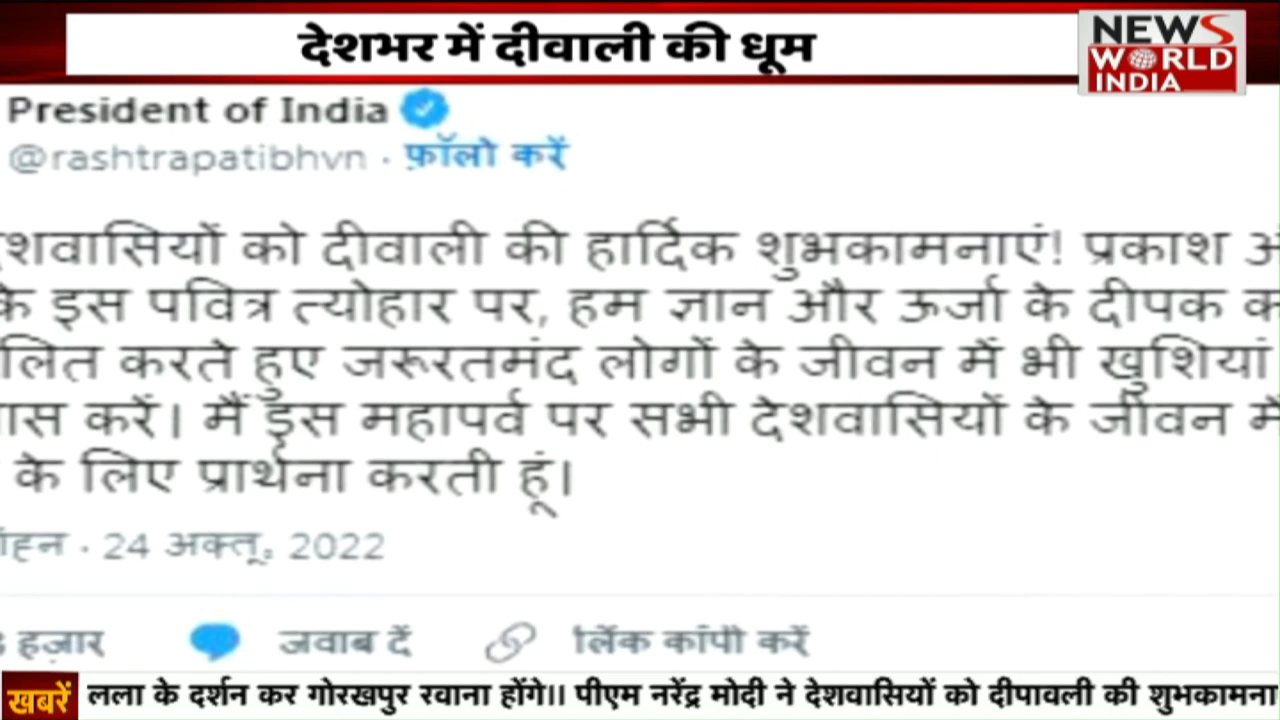 देशभर में दीवाली की धूम
NEWS
WORLD
INDIA
President of India
@rashtrapatibhvn · फ़ॉलो करें
शवासियों को दीवाली की हार्दिक शुभकामनाएं! प्रकाश
के इस पवित्र त्योहार पर, हम ज्ञान और ऊर्जा के दीपक
लित करते हुए जरूरतमंद लोगों के जीवन में भी खुशियां
ास करें। मैं इस महापर्व पर सभी देशवासियों के जीवन में
के लिए प्रार्थना करती हूं।
ाह्न · 24 अक्तू॰ 2022
हज़ार जवाब दें लिंक कॉपी करें
खबरें लला के दर्शन कर गोरखपुर रवाना होंगे।। पीएम नरेंद्र मोदी ने देशवासियों को दीपावली की शुभकामना